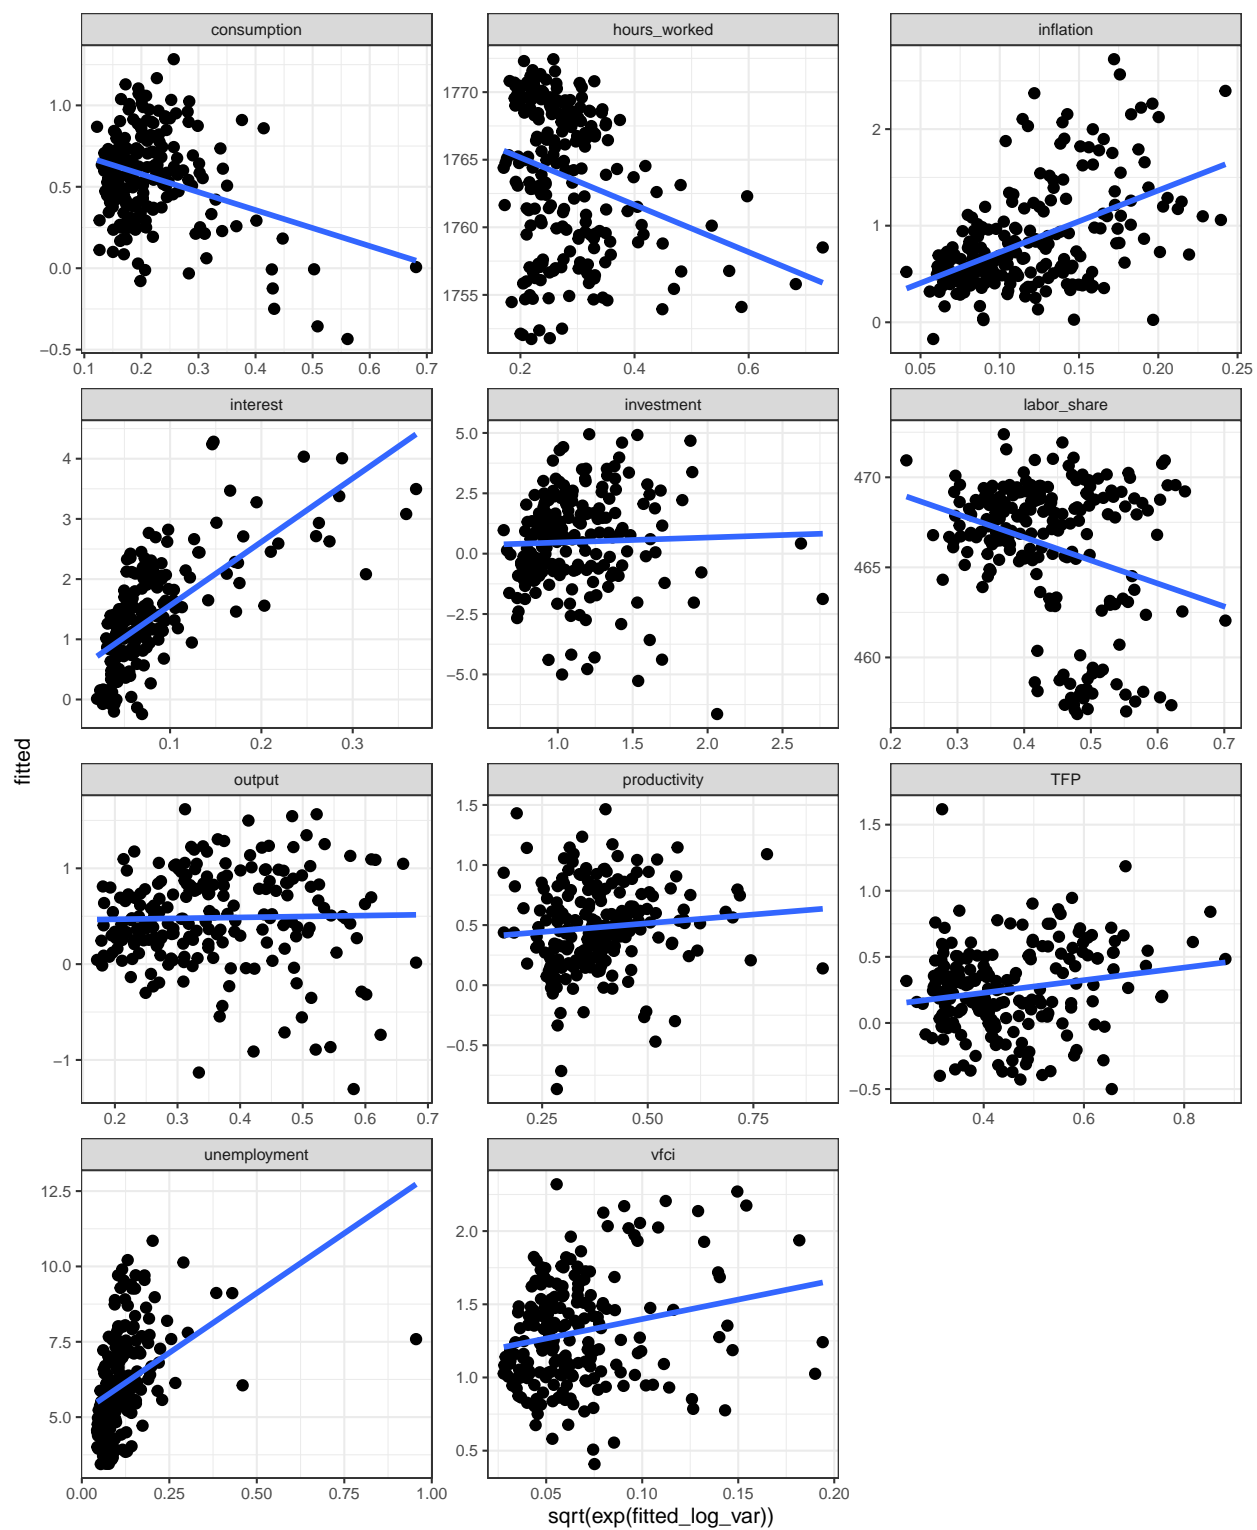 consumption hours_worked inflation
1.0
0.5
0.0
−0.5
0.1 0.2 0.3 0.4 0.5 0.6 0.7
1770
1765
1760
1755
0.2 0.4 0.6
2
1
0
0.05 0.10 0.15 0.20 0.25
interest investment labor_share
4
3
2
1
0
0.1 0.2 0.3
5.0
2.5
0.0
−2.5
−5.0
1.0 1.5 2.0 2.5
470
465
460
0.2 0.3 0.4 0.5 0.6 0.7
fitted
output productivity TFP
1
0
−1
0.2 0.3 0.4 0.5 0.6 0.7
1.5
1.0
0.5
0.0
−0.5
0.25 0.50 0.75
1.5
1.0
0.5
0.0
−0.5
0.4 0.6 0.8
unemployment vfci
12.5
10.0
7.5
5.0
0.00 0.25 0.50 0.75 1.00
2.0
1.5
1.0
0.5
0.05 0.10 0.15 0.20
sqrt(exp(fitted_log_var))